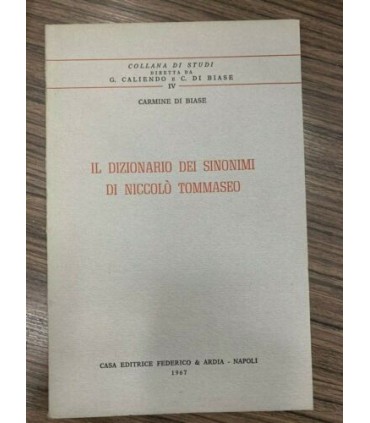 COLLANA DI STUDI
DIRETTA DA
G. CALIENDO E C. DI BIASE
IV
CARMINE DI BIASE
IL DIZIONARIO DEI SINONIMI
DI NICCOLÒ TOMMASEO
CASA EDITRICE FEDERICO & ARDIA - NAPOLI
1967